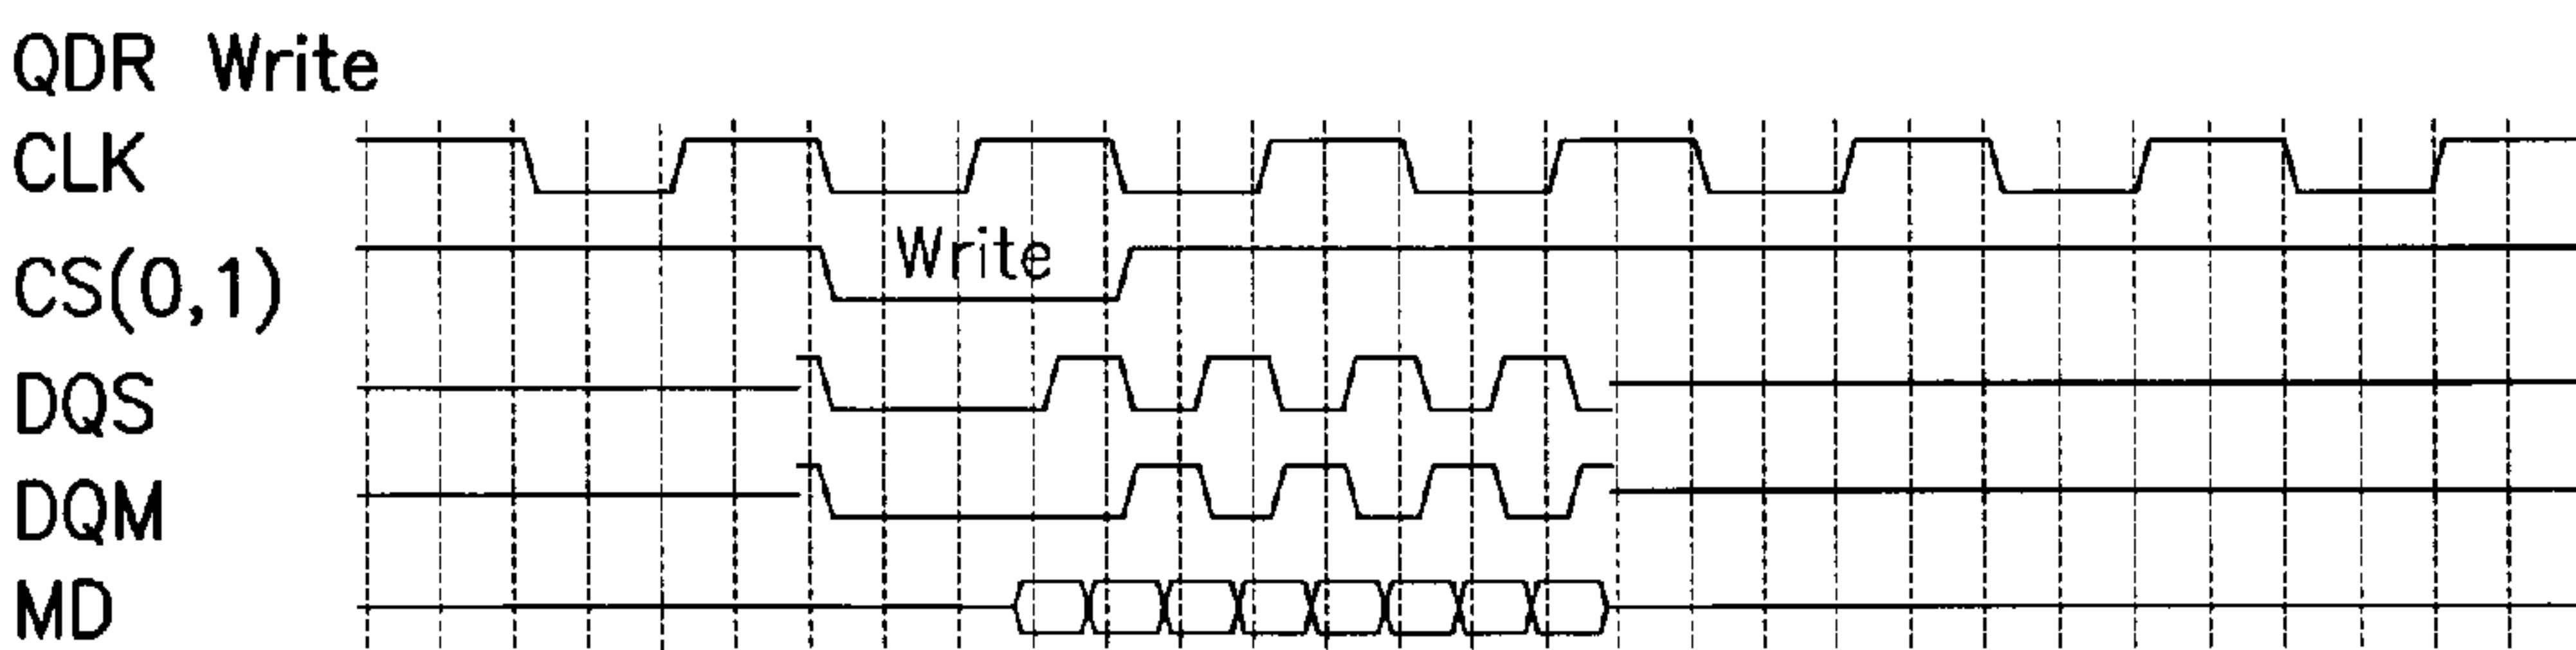 QDR Write
CLK
CS(0,1)
Write
DQS
DQM
MD